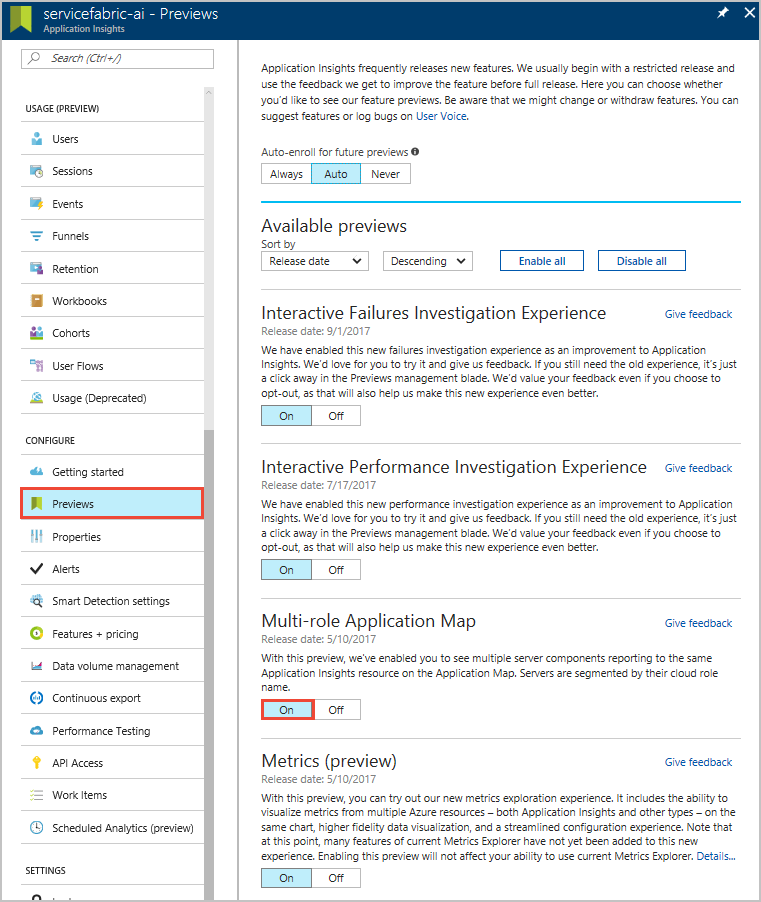 servicefabric-ai - Previews
Application Insights
Search (Ctrl+/)
USAGE (PREVIEW)
Users
Sessions
Events
Funnels
Retention
Workbooks
Cohorts
User Flows
Usage (Deprecated)
CONFIGURE
Getting started
Previews
Properties
Alerts
Smart Detection settings
Features + pricing
Data volume management
Continuous export
Performance Testing
API Access
Work Items
Scheduled Analytics (preview)
SETTINGS
Application Insights frequently releases new features. We usually begin with a restricted release and
use the feedback we get to improve the feature before full release. Here you can choose whether
you'd like to see our feature previews. Be aware that we might change or withdraw features. You can
suggest features or log bugs on User Voice.
Auto-enroll for future previews
Always Auto Never
Available previews
Sort by
Release date Descending Enable all Disable all
Interactive Failures Investigation Experience Give feedback
Release date: 9/1/2017
We have enabled this new failures investigation experience as an improvement to Application
Insights. We'd love for you to try it and give us feedback. If you still need the old experience, it's just
a click away in the Previews management blade. We'd value your feedback even if you choose to
opt-out, as that will also help us make this new experience even better.
On Off
Interactive Performance Investigation Experience Give feedback
Release date: 7/17/2017
We have enabled this new performance investigation experience as an improvement to Application
Insights. We'd love for you to try it and give us feedback. If you still need the old experience, it's just
a click away in the Previews management blade. We'd value your feedback even if you choose to
opt-out, as that will also help us make this new experience even better.
On Off
Multi-role Application Map Give feedback
Release date: 5/10/2017
With this preview, we've enabled you to see multiple server components reporting to the same
Application Insights resource on the Application Map. Servers are segmented by their cloud role
name.
On Off
Metrics (preview) Give feedback
Release date: 5/10/2017
With this preview, you can try out our new metrics exploration experience. It includes the ability to
visualize metrics from multiple Azure resources – both Application Insights and other types – on the
same chart, higher fidelity data visualization, and a streamlined configuration experience. Note that
at this point, many features of current Metrics Explorer have not yet been added to this new
experience. Enabling this preview will not affect your ability to use current Metrics Explorer. Details...
On Off